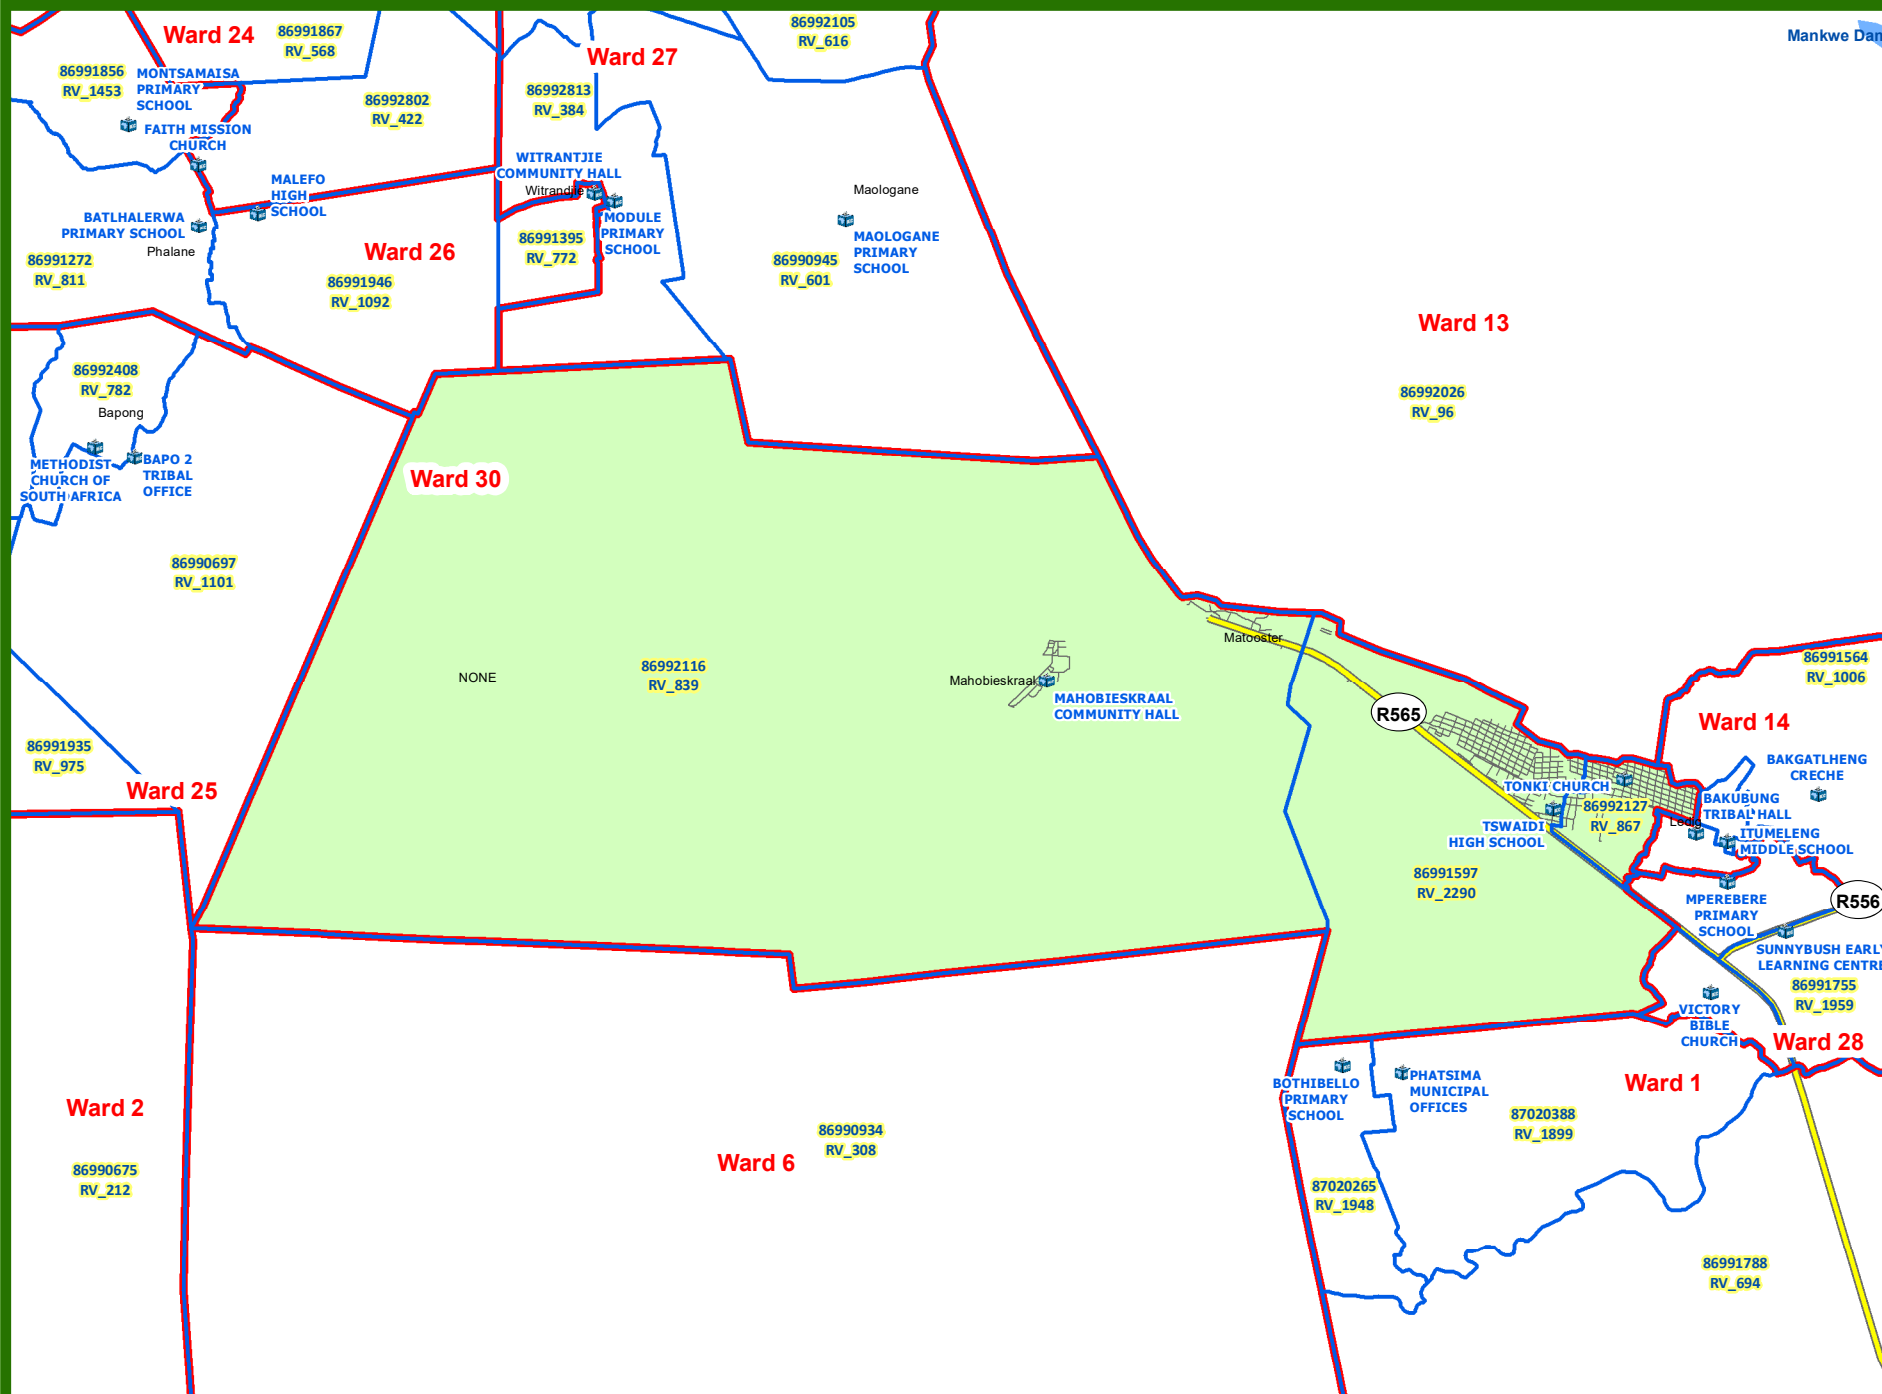 Ward 24
86991867
RV_568
Ward 27
86992105
RV_616
86991856
RV_1453
MONTSAMAISA
PRIMARY
SCHOOL
86992802
RV_422
86992813
RV_384
FAITH MISSION
CHURCH
MALEFO
HIGH
SCHOOL
WITRANTJIE
COMMUNITY HALL
Witrandjie
Maologane
BATLHALERWA
PRIMARY SCHOOL
Phalane
MODULE
PRIMARY
SCHOOL
MAOLOGANE
PRIMARY
SCHOOL
86991272
RV_811
Ward 26
86991946
RV_1092
86991395
RV_772
86990945
RV_601
Ward 13
86992026
RV_96
86992408
RV_782
Bapong
METHODIST
CHURCH OF
SOUTH AFRICA
BAPO 2
TRIBAL
OFFICE
Ward 30
86990697
RV_1101
NONE
86992116
RV_839
Mahobieskraal
MAHOBIESKRAAL
COMMUNITY HALL
Matooster
R565
86991564
RV_1006
Ward 14
86991935
RV_975
Ward 25
BAKGATLHENG
CRECHE
TONKI CHURCH
86992127
RV_867
BAKUBUNG
TRIBAL HALL
Ledig
ITUMELENG
MIDDLE SCHOOL
TSWAIDI
HIGH SCHOOL
86991597
RV_2290
MPEREBERE
PRIMARY
SCHOOL
R556
SUNNYBUSH EARLY
LEARNING CENTRE
86991755
RV_1959
VICTORY
BIBLE
CHURCH
Ward 28
Ward 2
86990675
RV_212
Ward 6
86990934
RV_308
BOTHIBELLO
PRIMARY
SCHOOL
PHATSIMA
MUNICIPAL
OFFICES
Ward 1
87020388
RV_1899
87020265
RV_1948
86991788
RV_694
Mankwe Dam